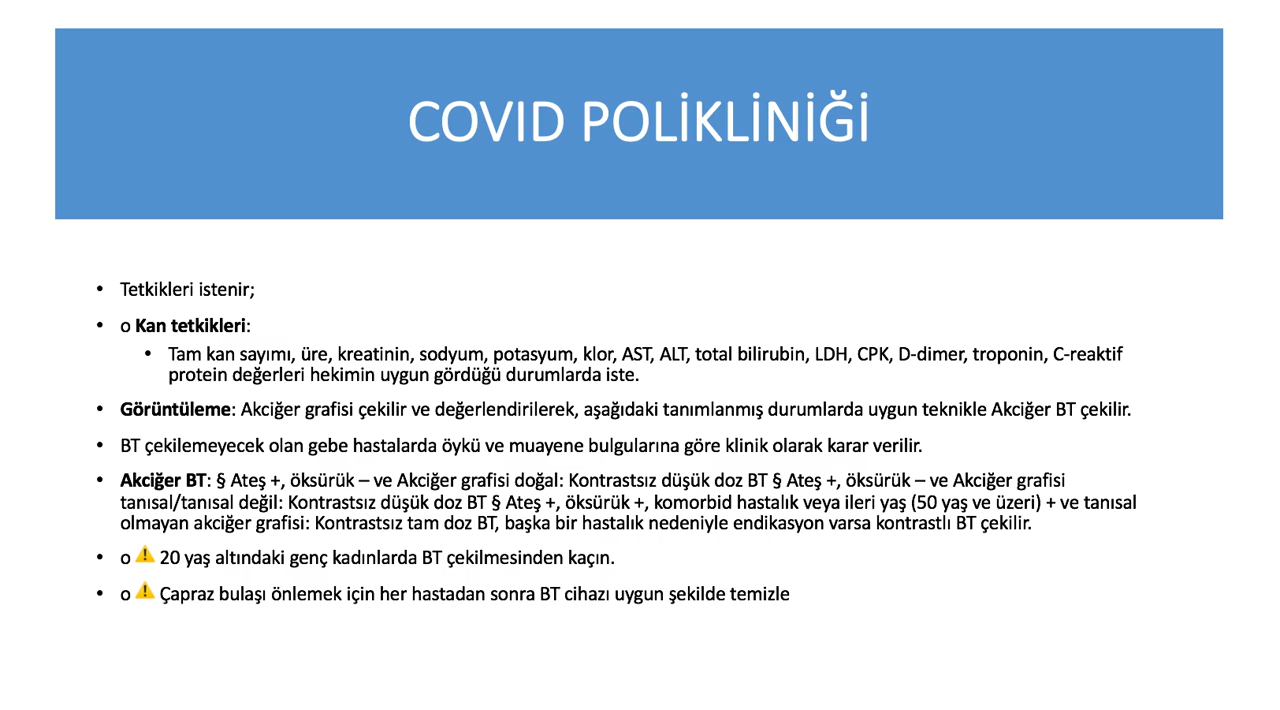 COVID POLİKLİNİĞİ
• Tetkikleri istenir;
• o Kan tetkikleri:
• Tam kan sayımı, üre, kreatinin, sodyum, potasyum, klor, AST, ALT, total bilirubin, LDH, CPK, D-dimer, troponin, C-reaktif
protein değerleri hekimin uygun gördüğü durumlarda iste.
• Görüntüleme: Akciğer grafisi çekilir ve değerlendirilerek, aşağıdaki tanımlanmış durumlarda uygun teknikle Akciğer BT çekilir.
• BT çekilemeyecek olan gebe hastalarda öykü ve muayene bulgularına göre klinik olarak karar verilir.
• Akciğer BT: § Ateş +, öksürük – ve Akciğer grafisi doğal: Kontrastsız düşük doz BT § Ateş +, öksürük – ve Akciğer grafisi
tanısal/tanısal değil: Kontrastsız düşük doz BT § Ateş +, öksürük +, komorbid hastalık veya ileri yaş (50 yaş ve üzeri) + ve tanısal
olmayan akciğer grafisi: Kontrastsız tam doz BT, başka bir hastalık nedeniyle endikasyon varsa kontrastlı BT çekilir.
• o ⚠ 20 yaş altındaki genç kadınlarda BT çekilmesinden kaçın.
• o ⚠ Çapraz bulaşı önlemek için her hastadan sonra BT cihazı uygun şekilde temizle